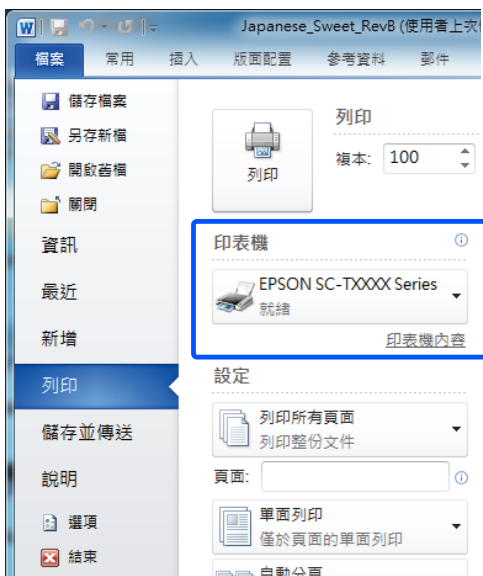 Japanese_Sweet_RevB (使用者上次
檔案 常用 插入 版面配置 參考資料 郵件
儲存檔案
另存新檔
開啟舊檔
關閉
資訊
最近
新增
列印
儲存並傳送
說明
選項
結束
列印
列印
複本: 100
印表機
EPSON SC-TXXXX Series
就緒
印表機內容
設定
列印所有頁面
列印整份文件
頁面:
單面列印
僅於頁面的單面列印
自動分頁